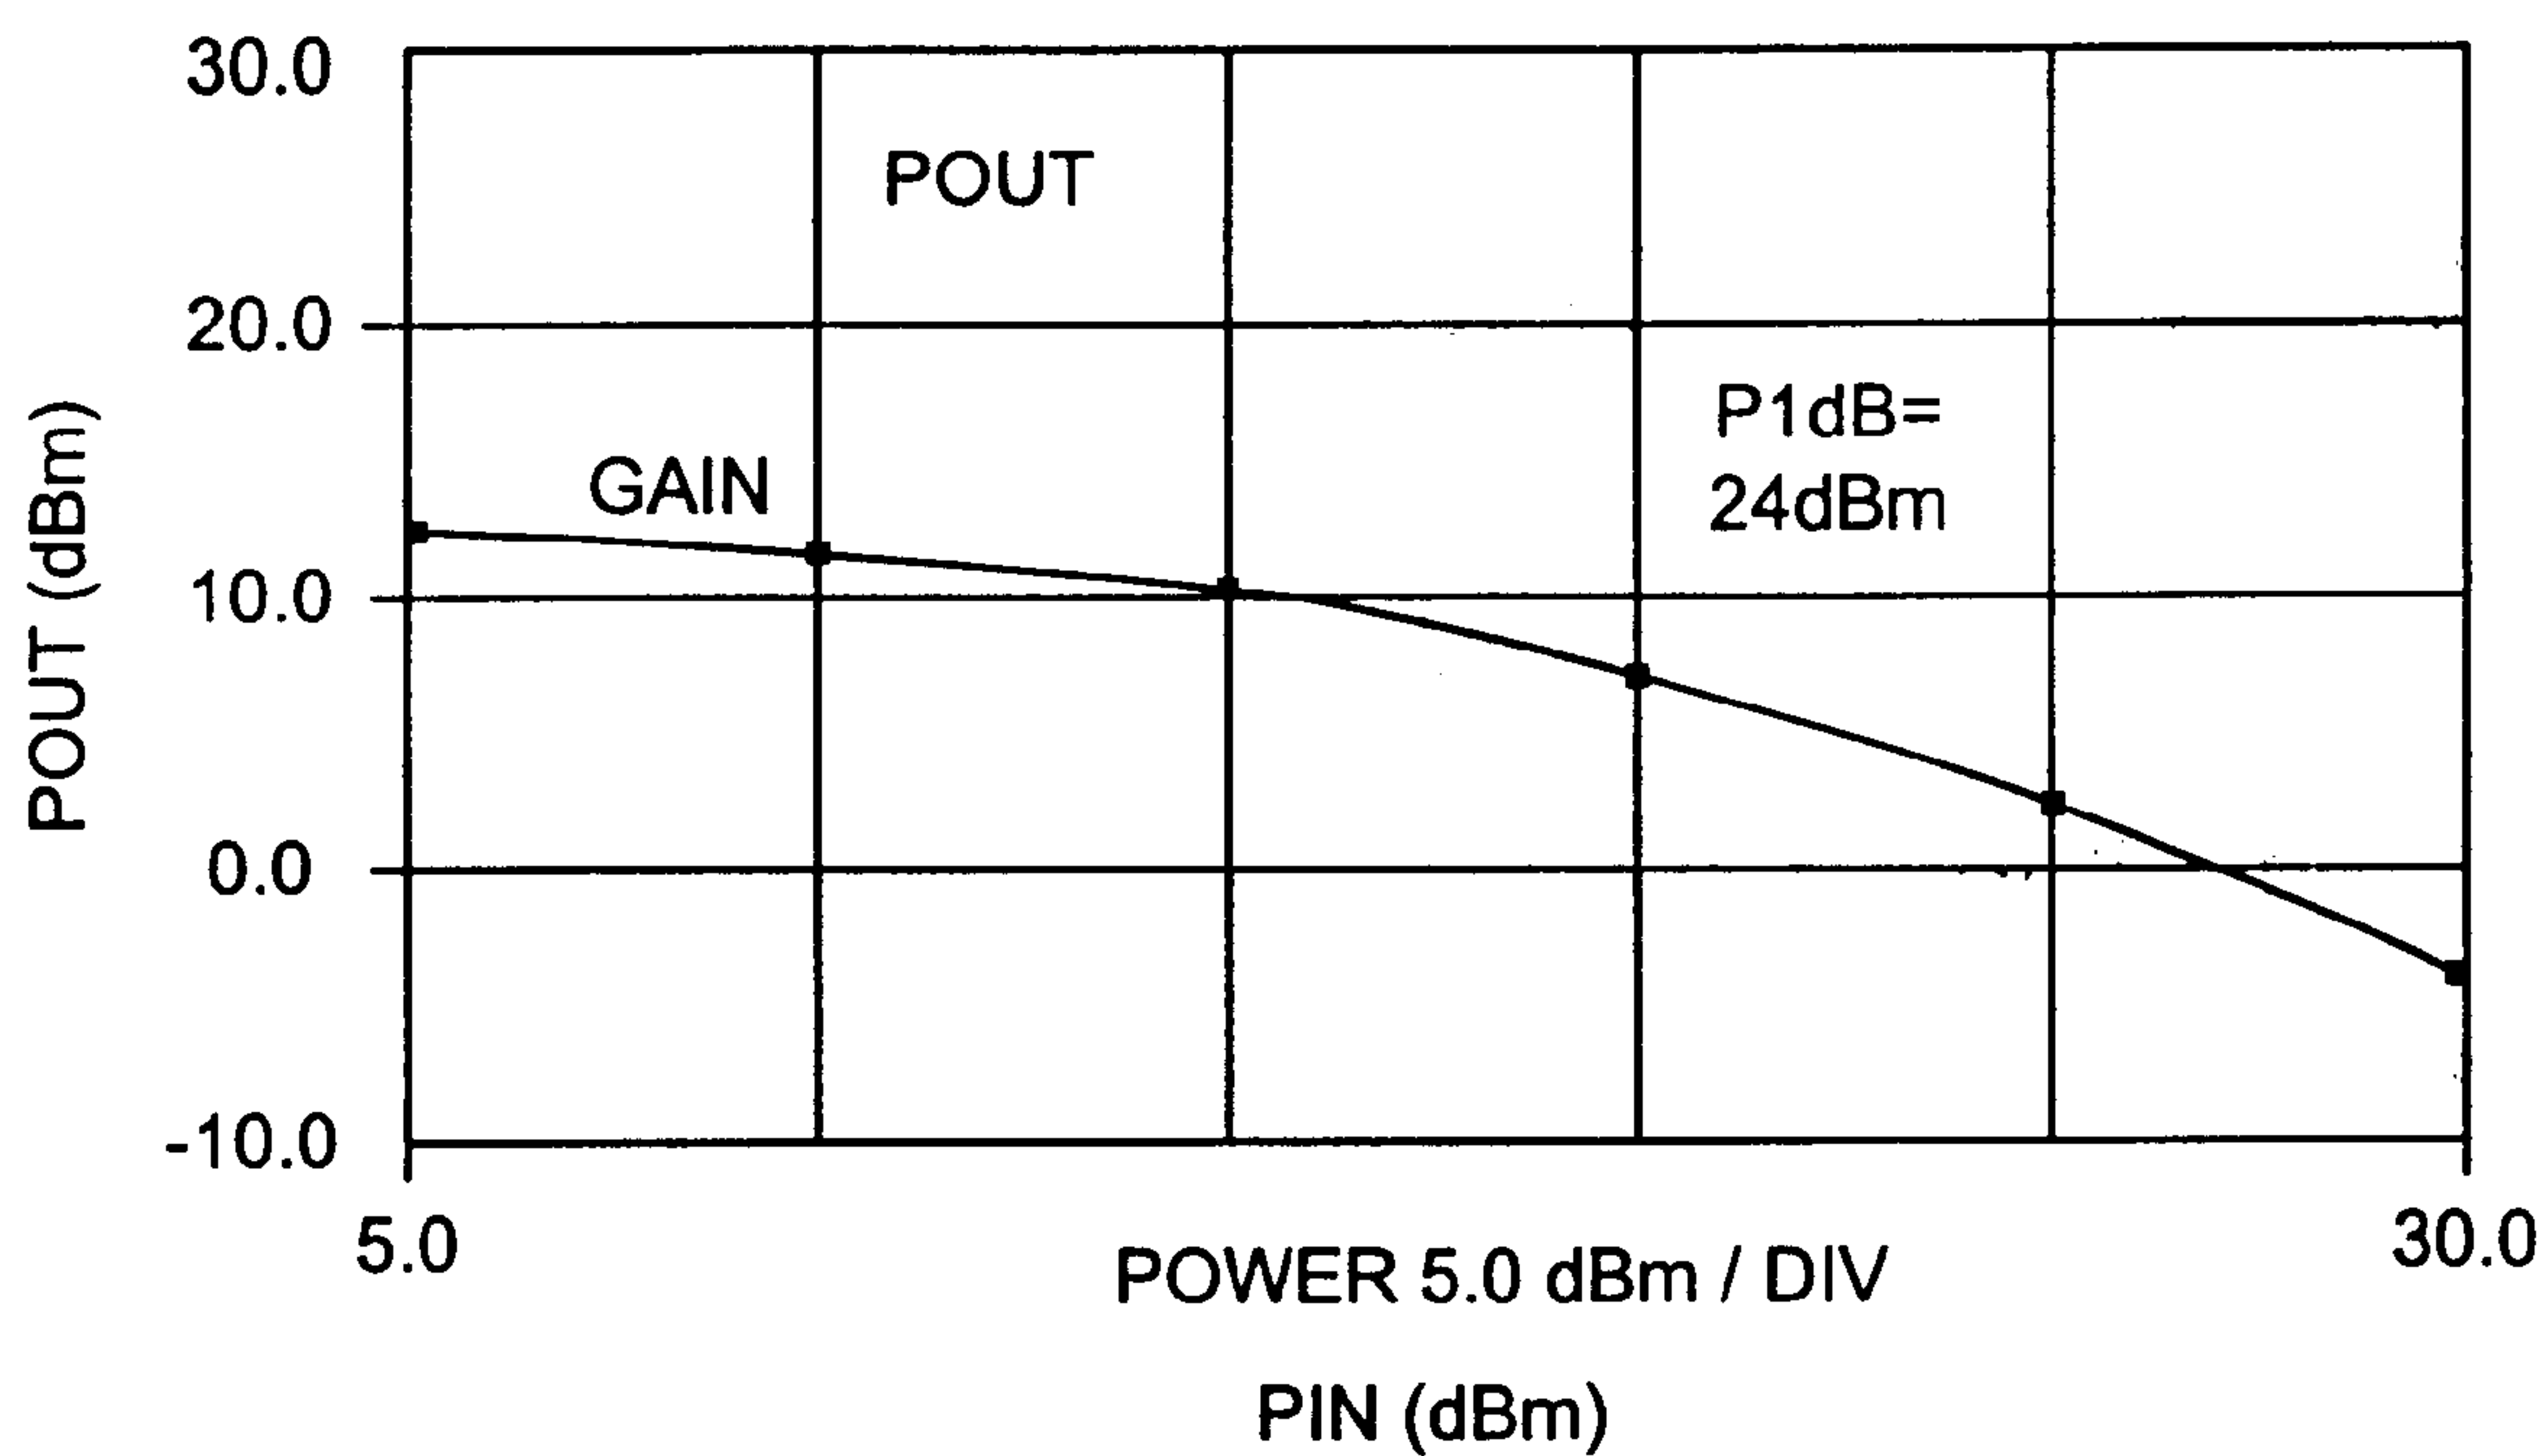 30.0
POUT
20.0
P1dB=
24dBm
GAIN
POUT (dBm)
10.0
0.0
-10.0
5.0
30.0
POWER 5.0 dBm / DIV
PIN (dBm)